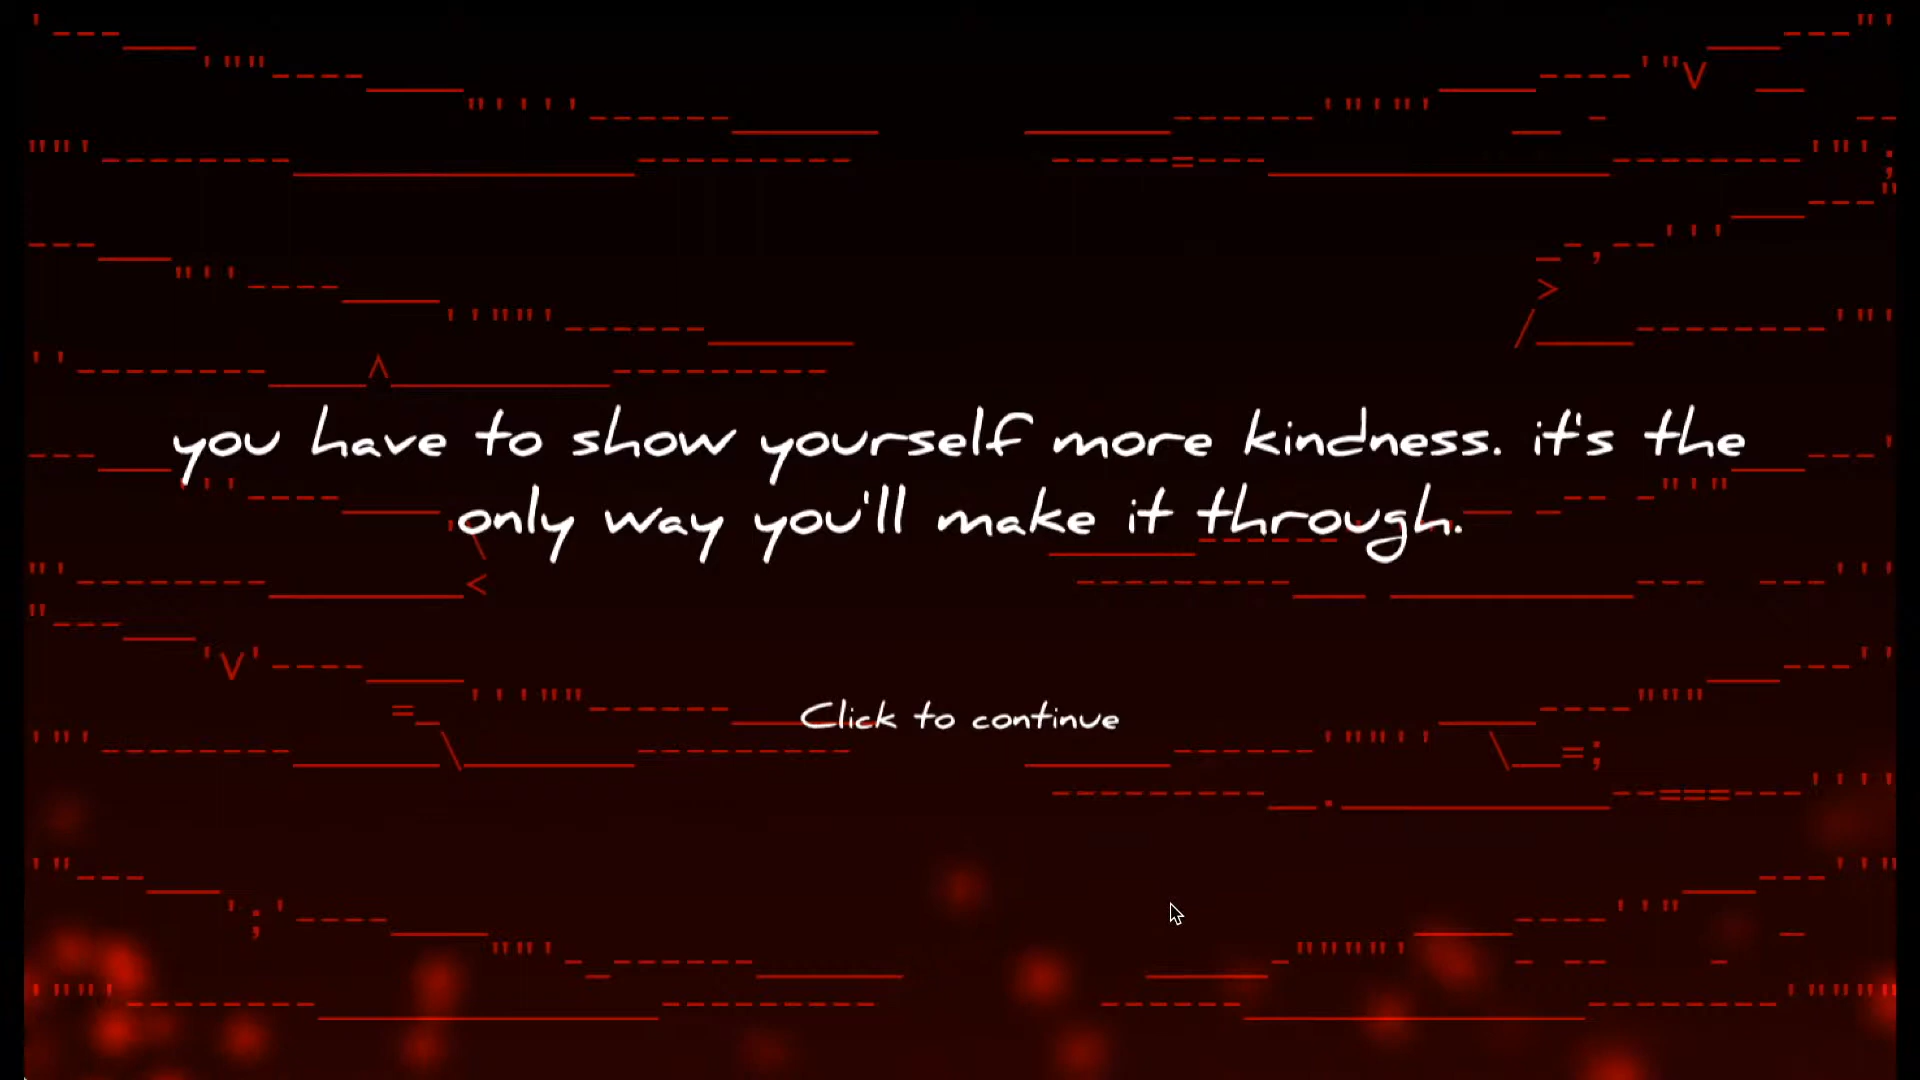 you have to show yourself more kindness. it's the
only way you'll make it through.
Click to continue